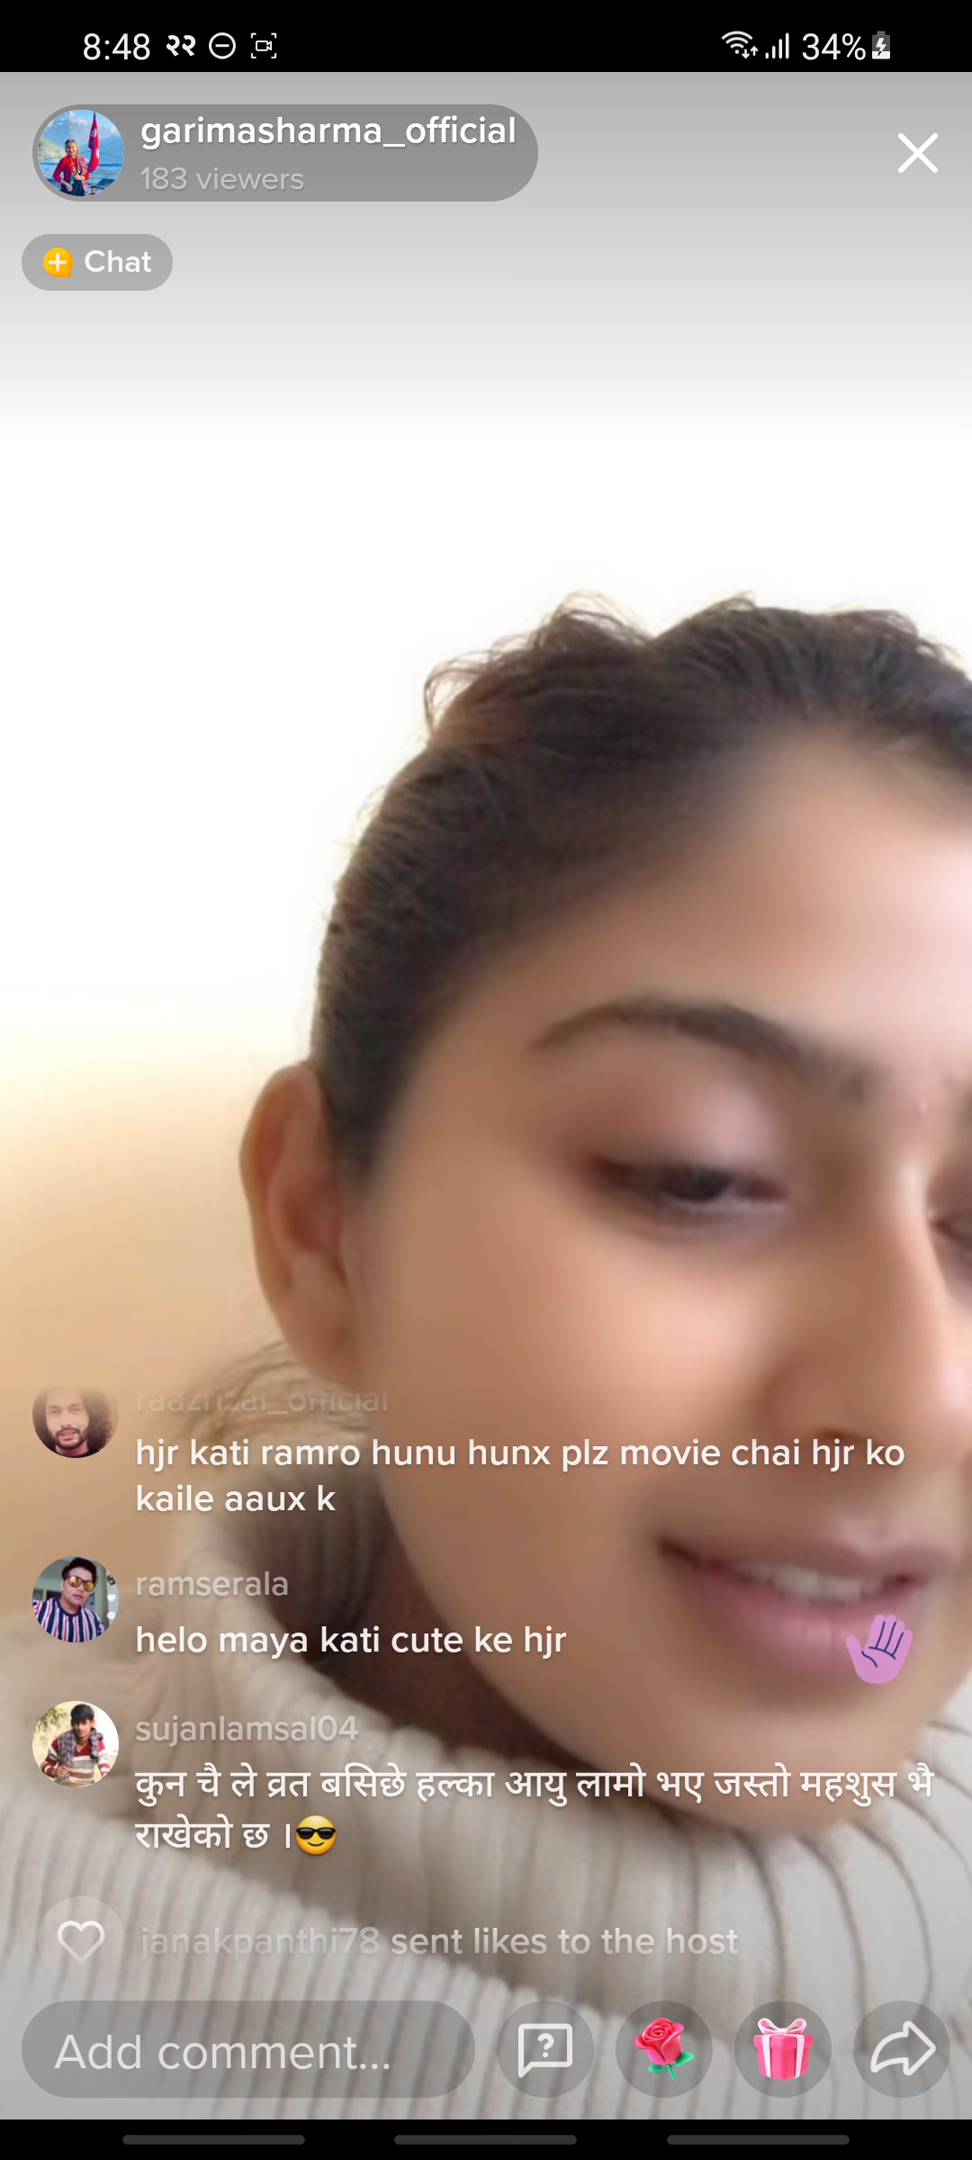 8:48 २२ 34%
garimasharma_official
183 viewers
Chat
raazrizal_official
hjr kati ramro hunu hunx plz movie chai hjr ko
kaile aaux k
ramserala
helo maya kati cute ke hjr
sujanlamsal04
कुन चै ले व्रत बसिछे हल्का आयु लामो भए जस्तो महशुस भै
राखेको छ ।😎
janakpanthi78 sent likes to the host
Add comment...